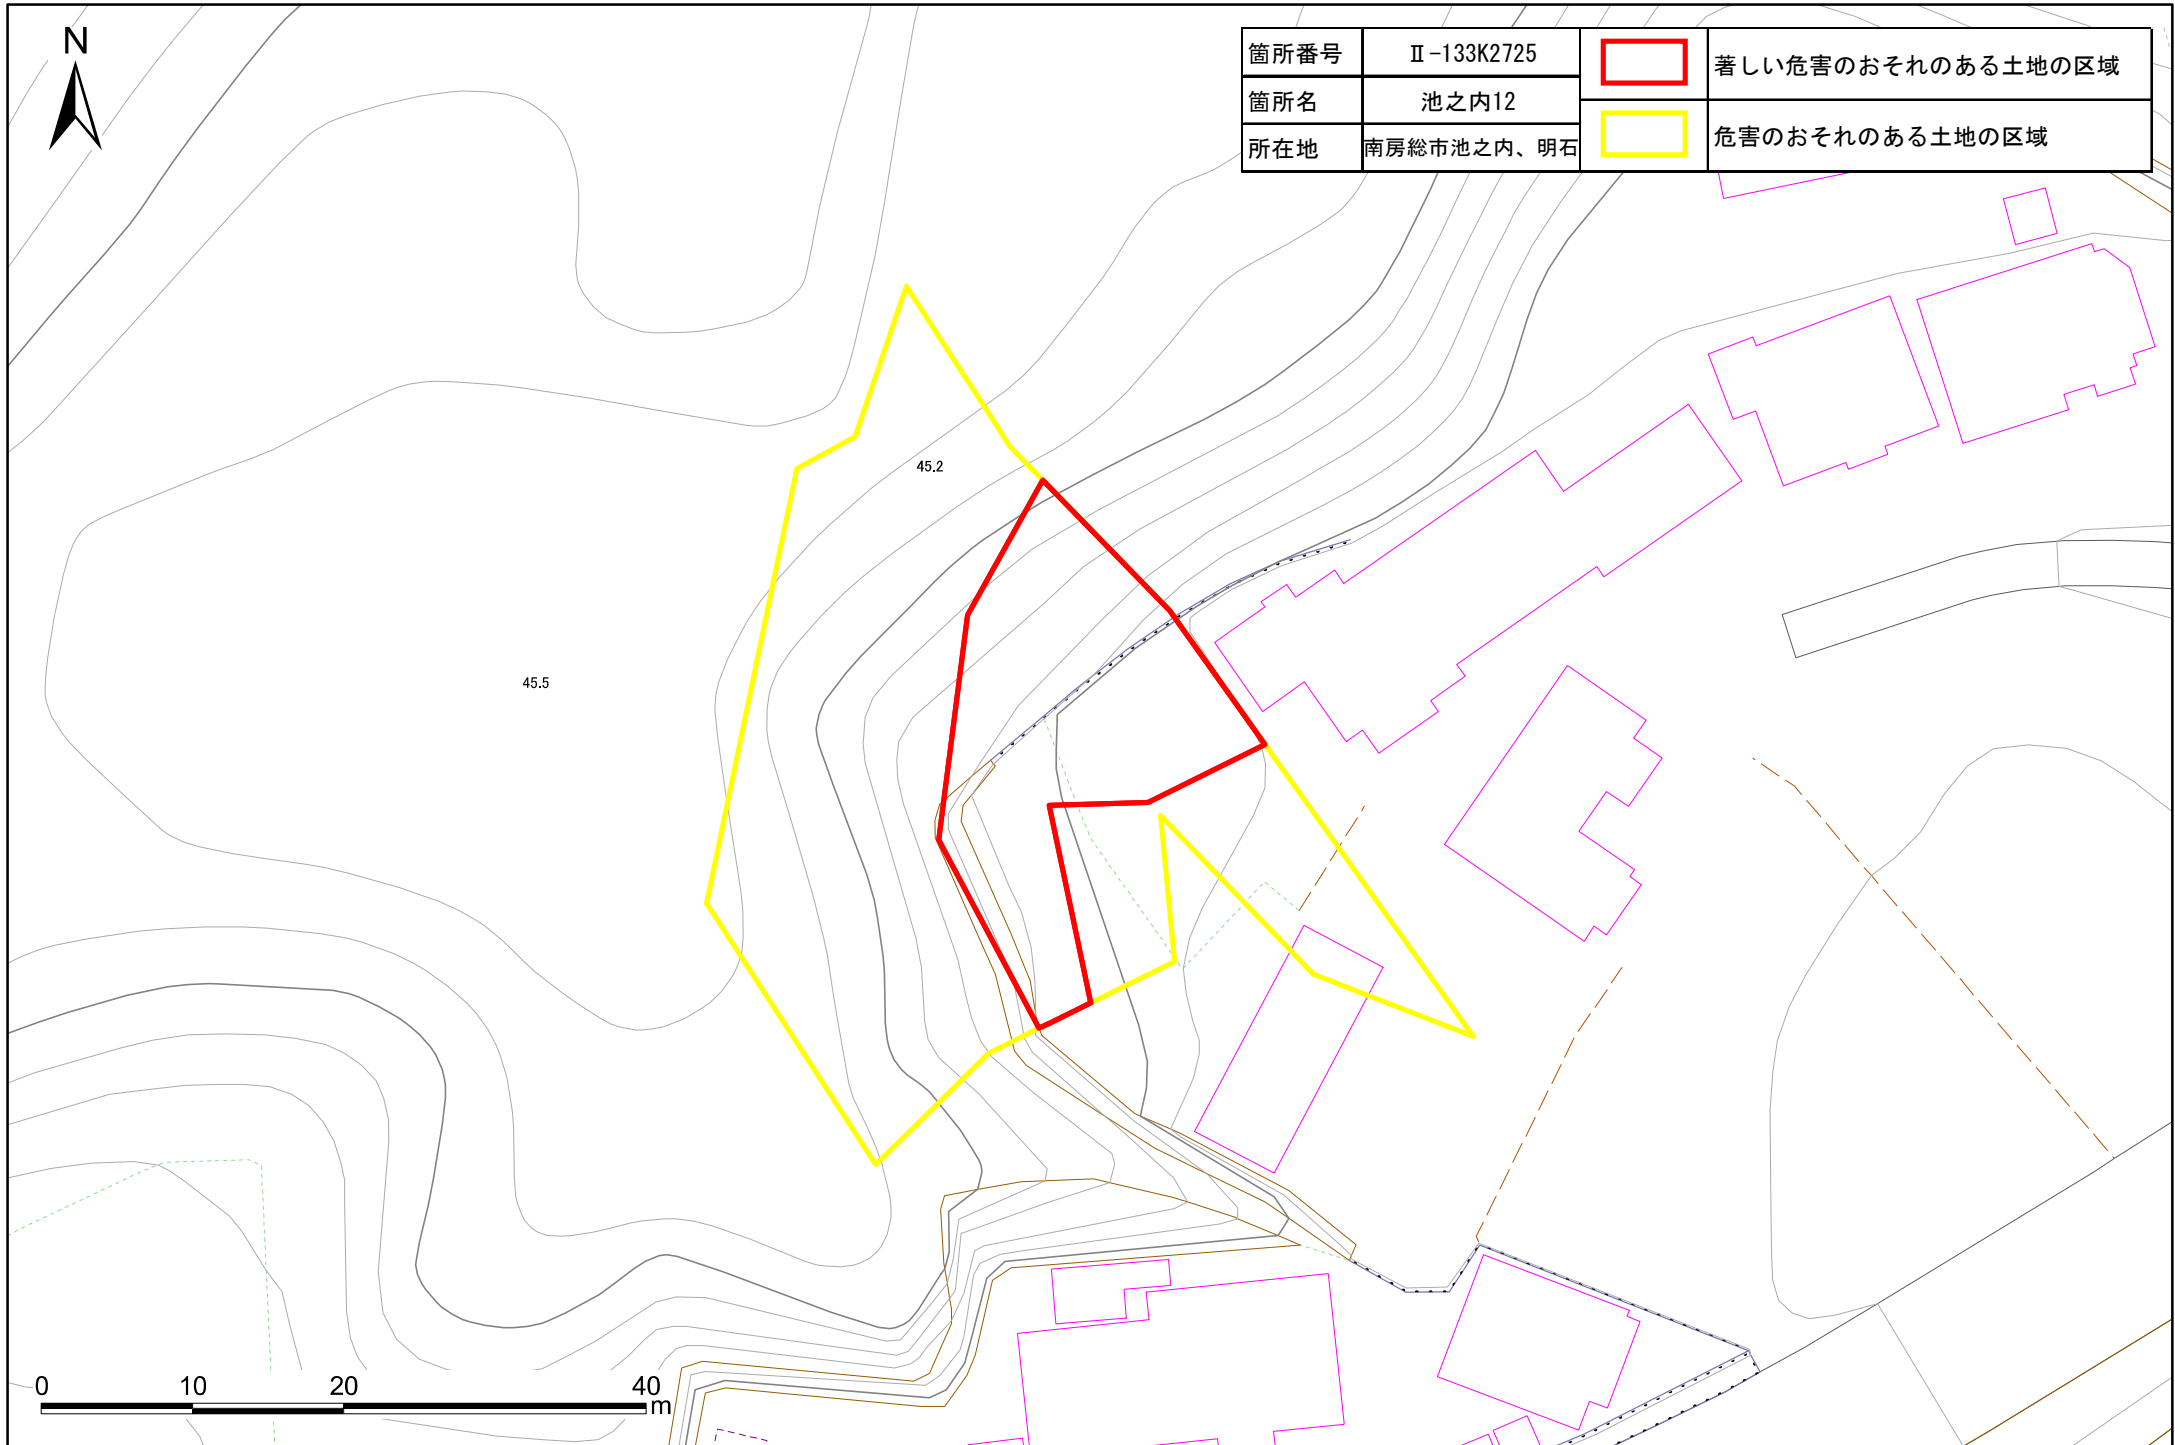 N
箇所番号 Ⅱ-133K2725
箇所名 池之内12
所在地 南房総市池之内、明石
著しい危害のおそれのある土地の区域
危害のおそれのある土地の区域
45.2
45.5
0 10 20 40
m